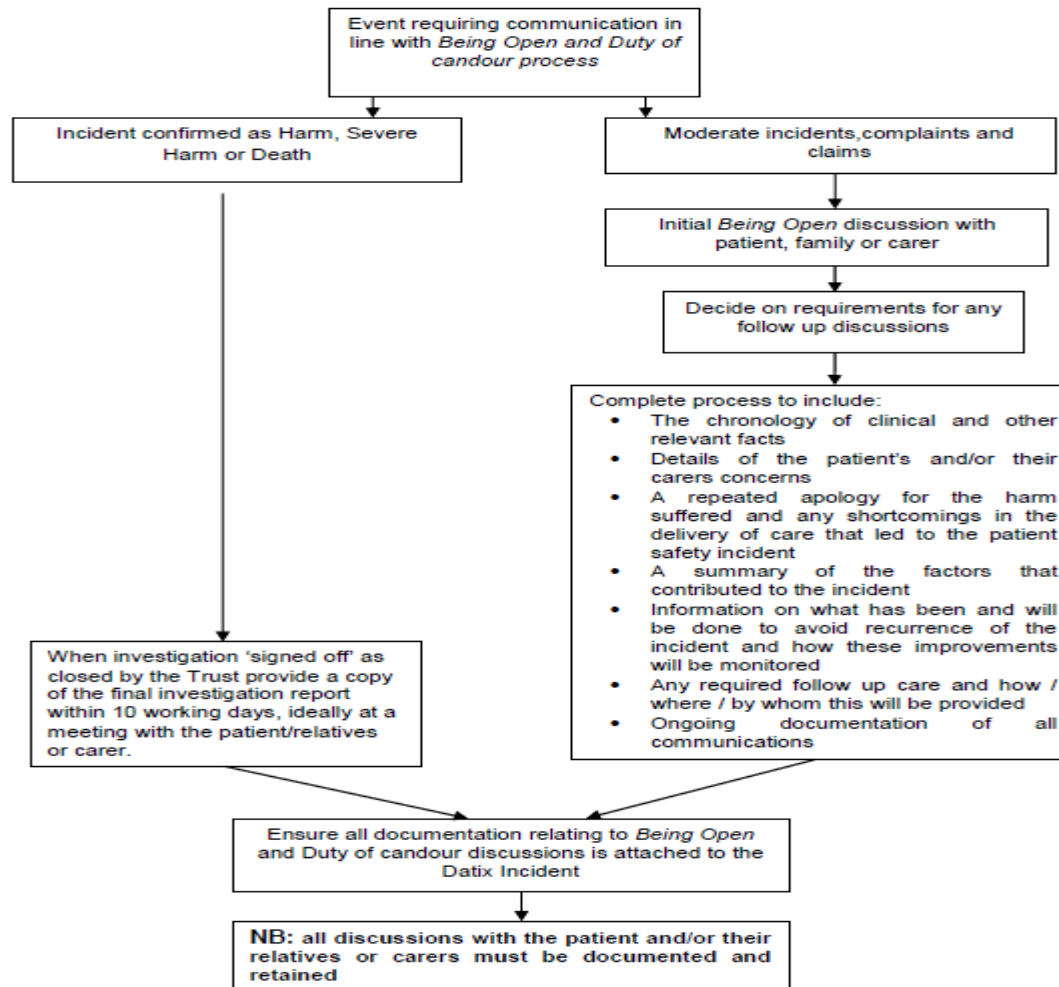 Event requiring communication in
line with Being Open and Duty of
candour process
Incident confirmed as Harm, Severe
Harm or Death
Moderate incidents,complaints and
claims
Initial Being Open discussion with
patient, family or carer
Decide on requirements for any
follow up discussions
Complete process to include:
• The chronology of clinical and other
relevant facts
• Details of the patient's and/or their
carers concerns
• A repeated apology for the harm
suffered and any shortcomings in the
delivery of care that led to the patient
safety incident
• A summary of the factors that
contributed to the incident
• Information on what has been and will
be done to avoid recurrence of the
incident and how these improvements
will be monitored
• Any required follow up care and how /
where / by whom this will be provided
• Ongoing documentation of all
communications
When investigation ‘signed off’ as
closed by the Trust provide a copy
of the final investigation report
within 10 working days, ideally at a
meeting with the patient/relatives
or carer.
Ensure all documentation relating to Being Open
and Duty of candour discussions is attached to the
Datix Incident
NB: all discussions with the patient and/or their
relatives or carers must be documented and
retained